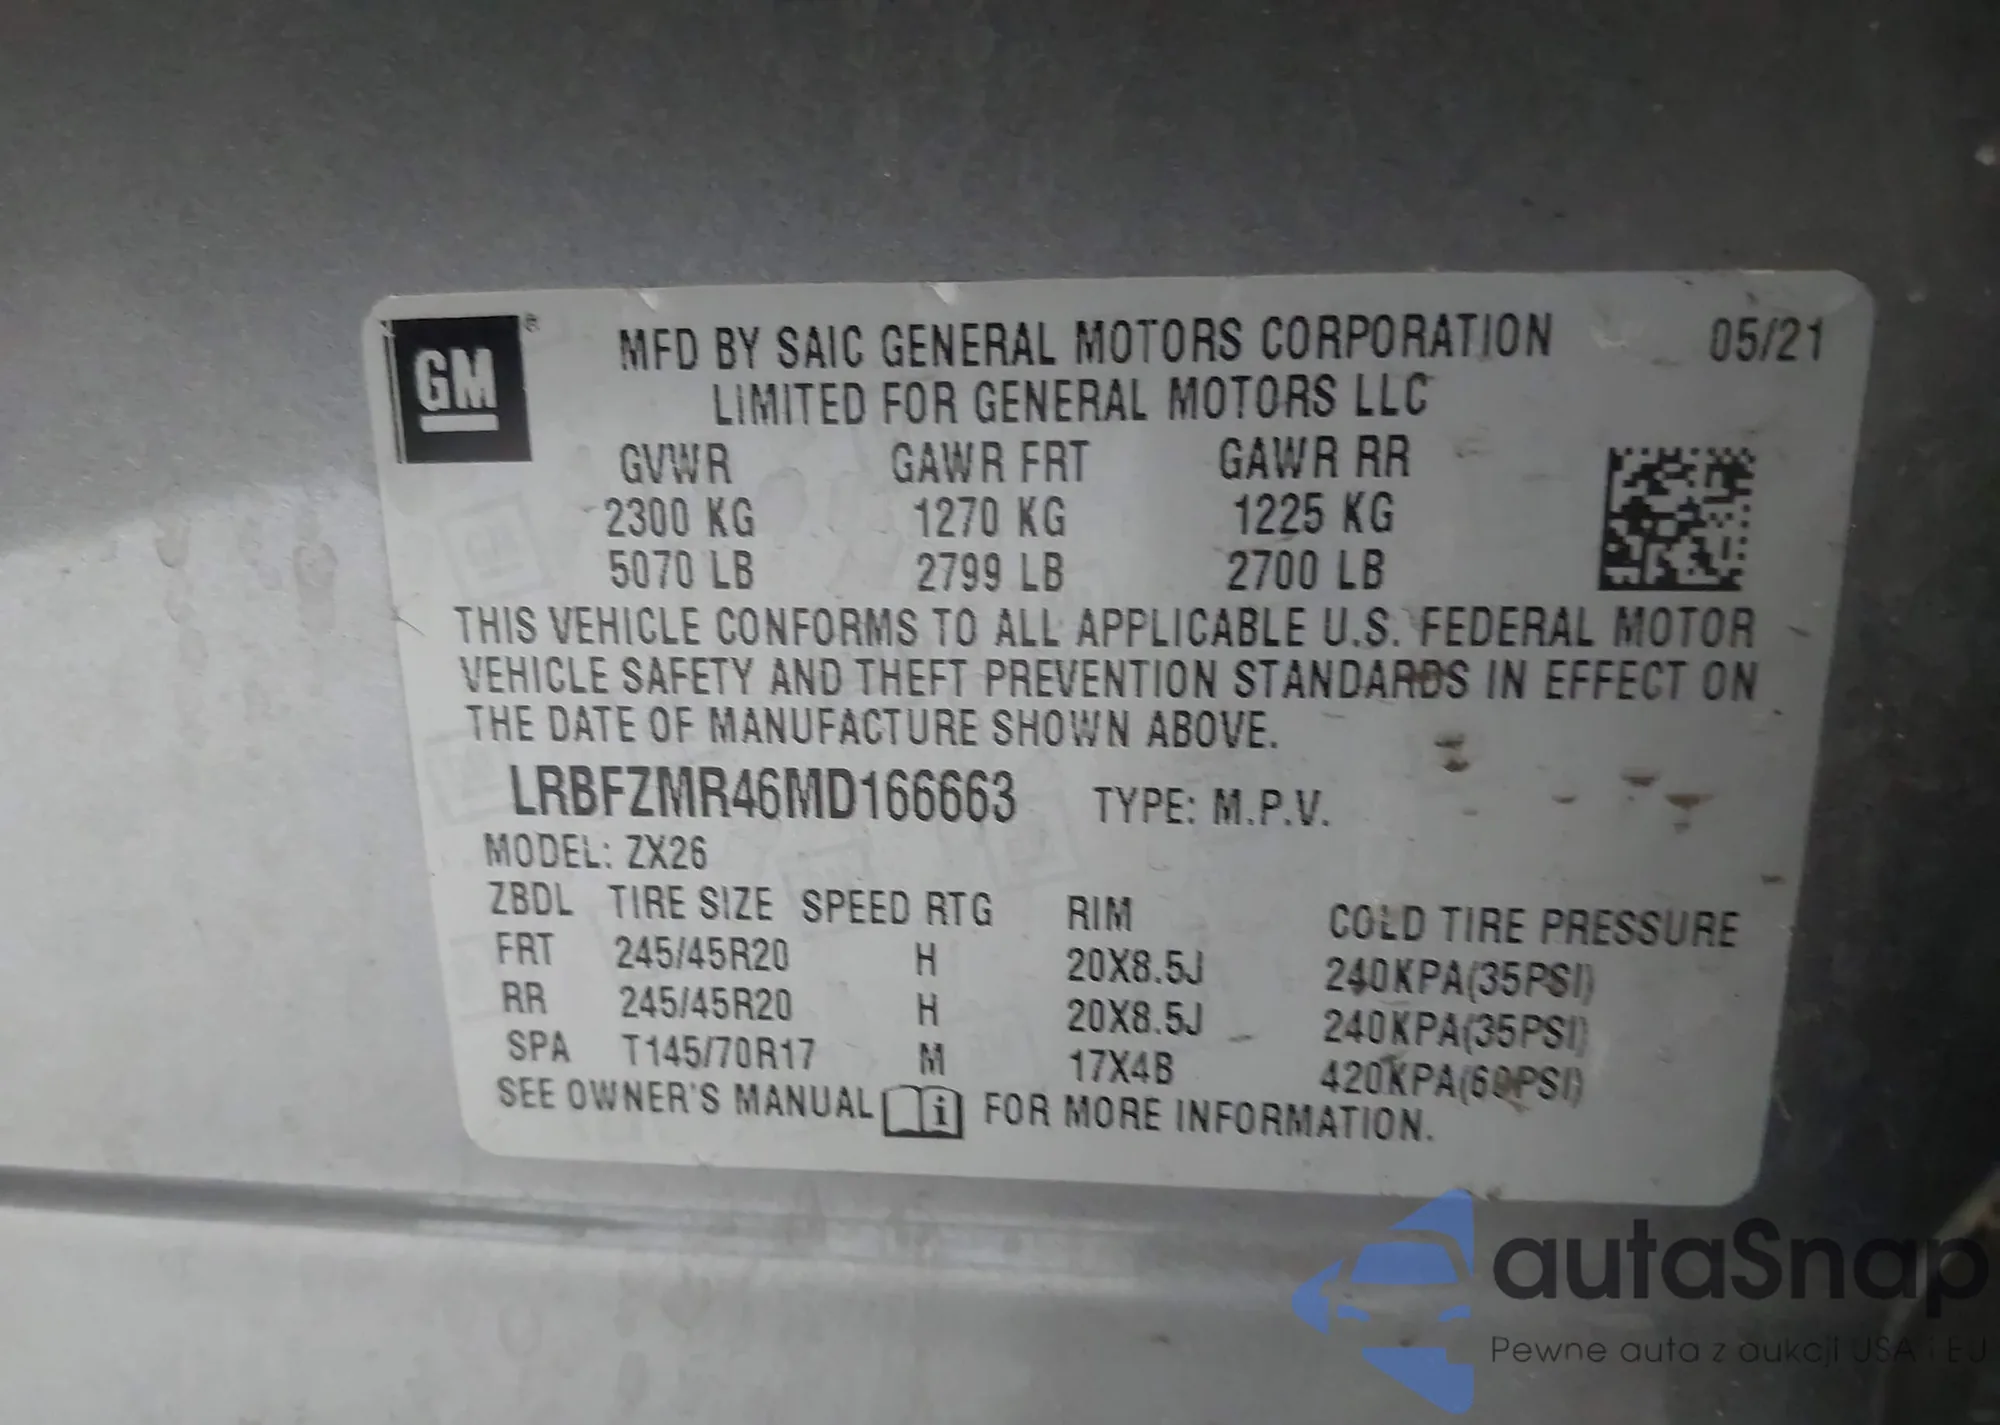 GM ®
MFD BY SAIC GENERAL MOTORS CORPORATION 05/21
LIMITED FOR GENERAL MOTORS LLC
GVWR GAWR FRT GAWR RR
2300 KG 1270 KG 1225 KG
5070 LB 2799 LB 2700 LB
THIS VEHICLE CONFORMS TO ALL APPLICABLE U.S. FEDERAL MOTOR
VEHICLE SAFETY AND THEFT PREVENTION STANDARDS IN EFFECT ON
THE DATE OF MANUFACTURE SHOWN ABOVE.
LRBFZMR46MD166663 TYPE: M.P.V.
MODEL: ZX26
ZBDL TIRE SIZE SPEED RTG RIM COLD TIRE PRESSURE
FRT 245/45R20 H 20X8.5J 240KPA(35PSI)
RR 245/45R20 H 20X8.5J 240KPA(35PSI)
SPA T145/70R17 M 17X4B 420KPA(60PSI)
SEE OWNER'S MANUAL i FOR MORE INFORMATION.
autaSnap
Pewne auta z aukcji USA i EU